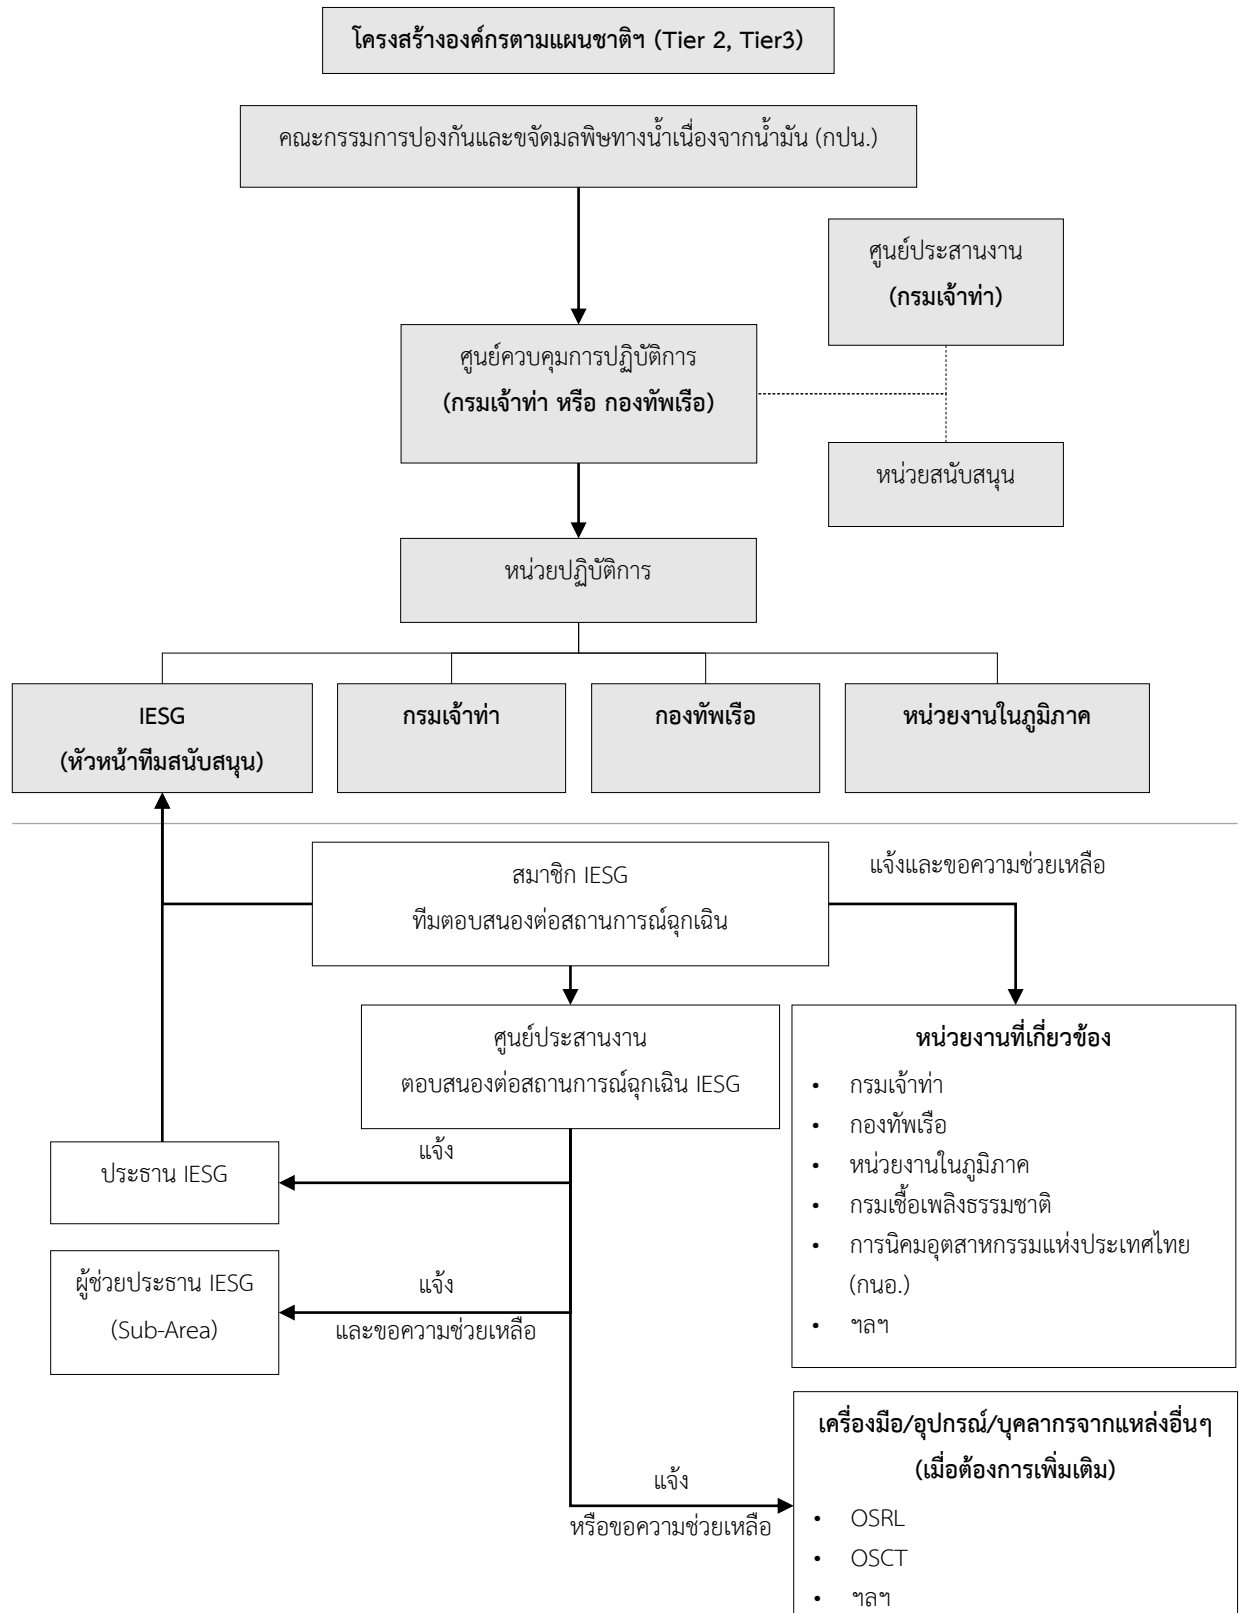 โครงสร้างองค์กรตามแผนชาติฯ (Tier 2, Tier3)
คณะกรรมการปองกันและขจัดมลพิษทางน้ำเนื่องจากน้ำมัน (กปน.)
ศูนย์ประสานงาน
(กรมเจ้าท่า)
ศูนย์ควบคุมการปฏิบัติการ
(กรมเจ้าท่า หรือ กองทัพเรือ)
หน่วยสนับสนุน
หน่วยปฏิบัติการ
IESG
(หัวหน้าทีมสนับสนุน)
กรมเจ้าท่า
กองทัพเรือ
หน่วยงานในภูมิภาค
สมาชิก IESG
ทีมตอบสนองต่อสถานการณ์ฉุกเฉิน
แจ้งและขอความช่วยเหลือ
ศูนย์ประสานงาน
ตอบสนองต่อสถานการณ์ฉุกเฉิน IESG
หน่วยงานที่เกี่ยวข้อง
• กรมเจ้าท่า
• กองทัพเรือ
• หน่วยงานในภูมิภาค
• กรมเชื้อเพลิงธรรมชาติ
• การนิคมอุตสาหกรรมแห่งประเทศไทย
(กนอ.)
• ฯลฯ
แจ้ง
ประธาน IESG
ผู้ช่วยประธาน IESG
(Sub-Area)
แจ้ง
และขอความช่วยเหลือ
แจ้ง
หรือขอความช่วยเหลือ
เครื่องมือ/อุปกรณ์/บุคลากรจากแหล่งอื่นๆ
(เมื่อต้องการเพิ่มเติม)
• OSRL
• OSCT
• ฯลฯ